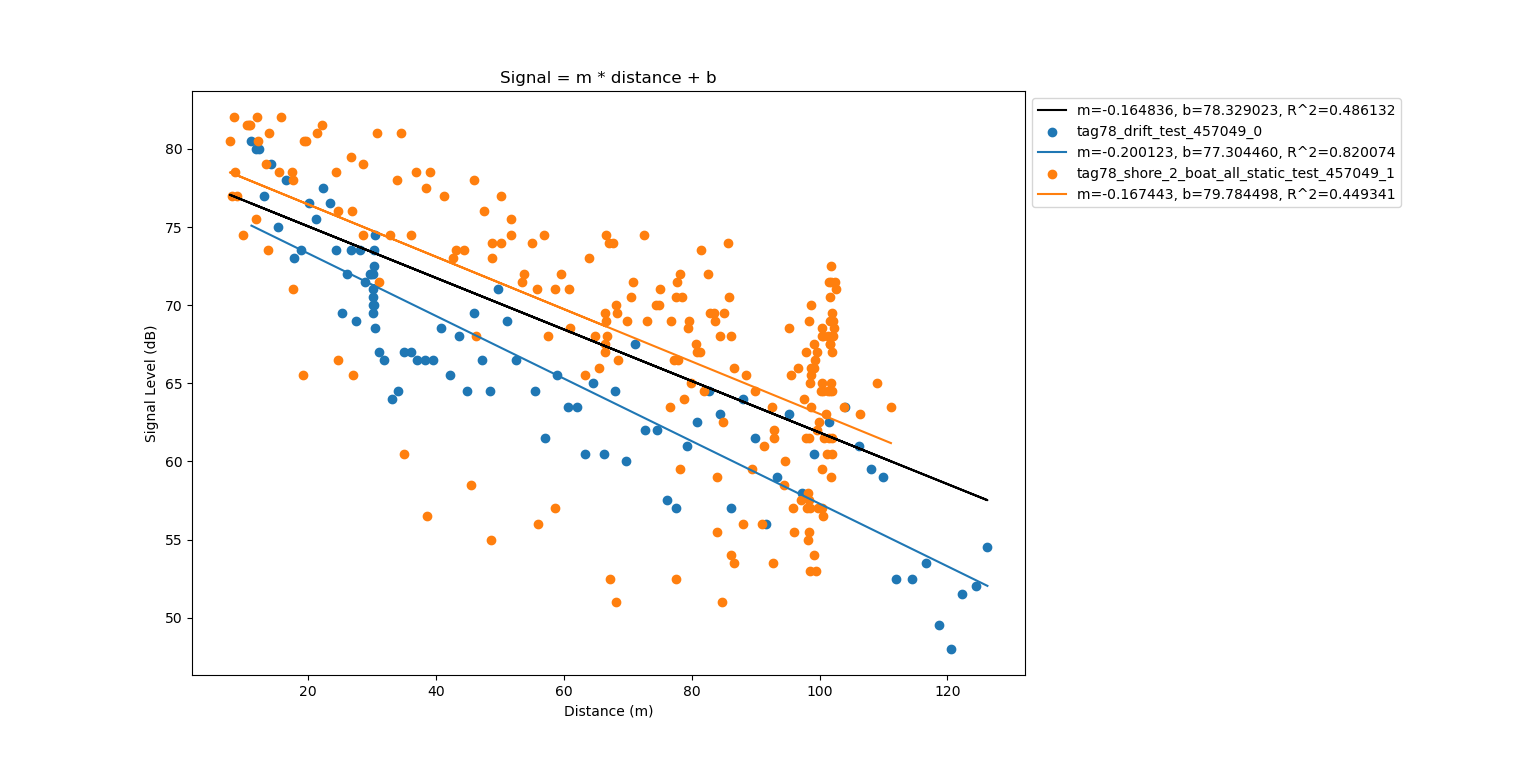 Signal = m * distance + b
m=-0.164836, b=78.329023, R^2=0.486132
tag78_drift_test_457049_0
m=-0.200123, b=77.304460, R^2=0.820074
tag78_shore_2_boat_all_static_test_457049_1
m=-0.167443, b=79.784498, R^2=0.449341
Signal Level (dB)
80
75
70
65
60
55
50
20 40 60 80 100 120
Distance (m)